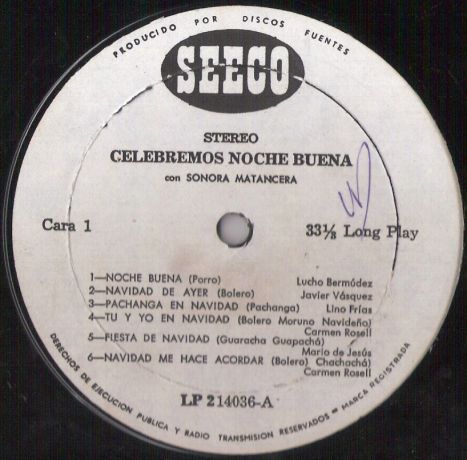 PRODUCIDO POR DISCOS FUENTES
SEECO
STEREO
CELEBREMOS NOCHE BUENA
con SONORA MATANCERA
Cara 1
33⅓ Long Play
1—NOCHE BUENA (Porro) Lucho Bermúdez
2—NAVIDAD DE AYER (Bolero) Javier Vásquez
3—PACHANGA EN NAVIDAD (Pachanga) Lino Frías
4—TU Y YO EN NAVIDAD (Bolero Moruno Navideño)
Carmen Rosell
5—FIESTA DE NAVIDAD (Guaracha Guapachá)
Mario de Jesús
6—NAVIDAD ME HACE ACORDAR (Bolero) Chachachá)
Carmen Rosell
LP 214036-A
DERECHOS DE EJECUCION PUBLICA Y RADIO TRANSMISION RESERVADOS — MARCA REGISTRADA